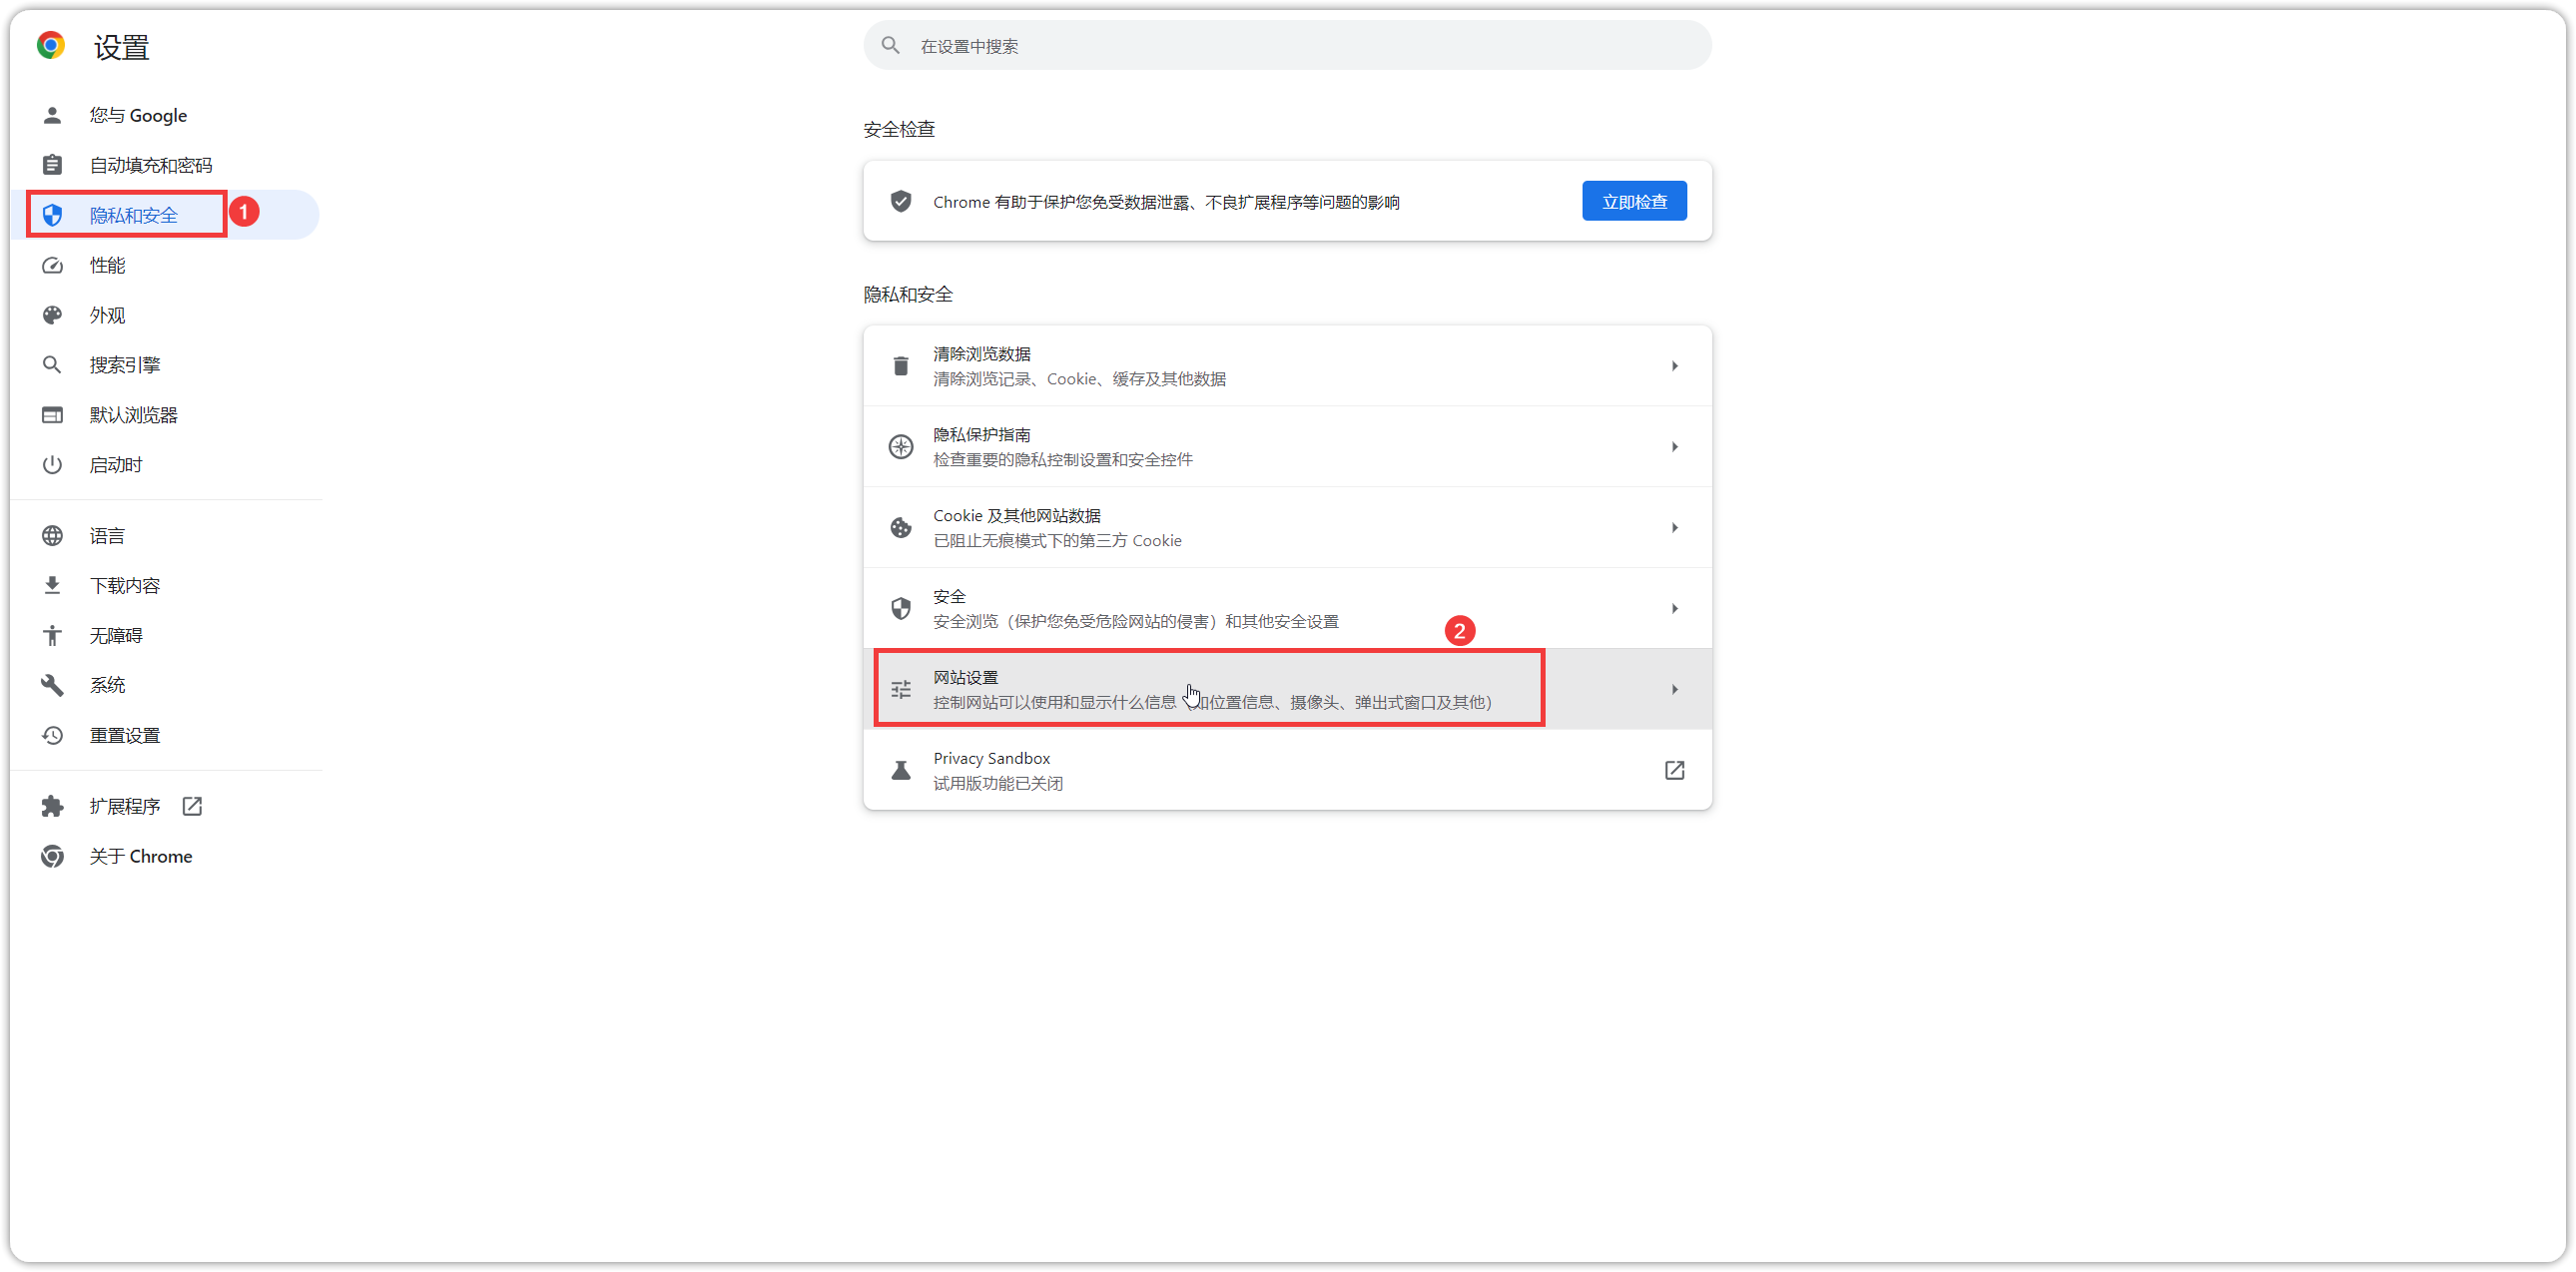 设置
在设置中搜索
您与 Google
自动填充和密码
隐私和安全
1
性能
外观
搜索引擎
默认浏览器
启动时
语言
下载内容
无障碍
系统
重置设置
扩展程序
关于 Chrome
安全检查
Chrome 有助于保护您免受数据泄露、不良扩展程序等问题的影响
立即检查
隐私和安全
清除浏览数据
清除浏览记录、Cookie、缓存及其他数据
隐私保护指南
检查重要的隐私控制设置和安全控件
Cookie 及其他网站数据
已阻止无痕模式下的第三方 Cookie
安全
安全浏览（保护您免受危险网站的侵害）和其他安全设置
2
网站设置
控制网站可以使用和显示什么信息（如位置信息、摄像头、弹出式窗口及其他）
Privacy Sandbox
试用版功能已关闭